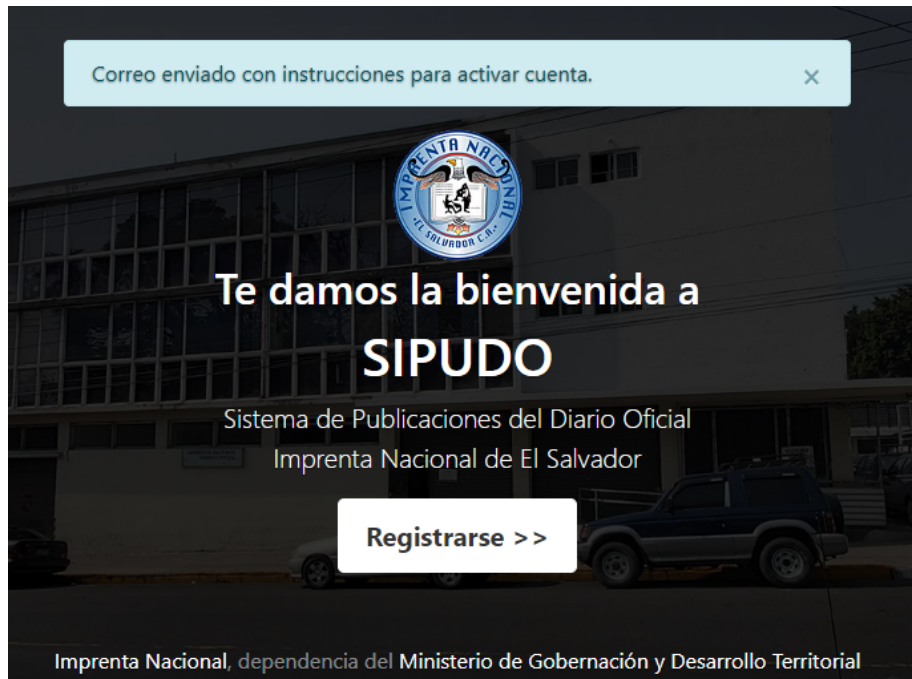 Correo enviado con instrucciones para activar cuenta. ×
IMPRENTA NACIONAL
EL SALVADOR C.A.
Te damos la bienvenida a
SIPUDO
Sistema de Publicaciones del Diario Oficial
Imprenta Nacional de El Salvador
Registrarse >>
Imprenta Nacional, dependencia del Ministerio de Gobernación y Desarrollo Territorial